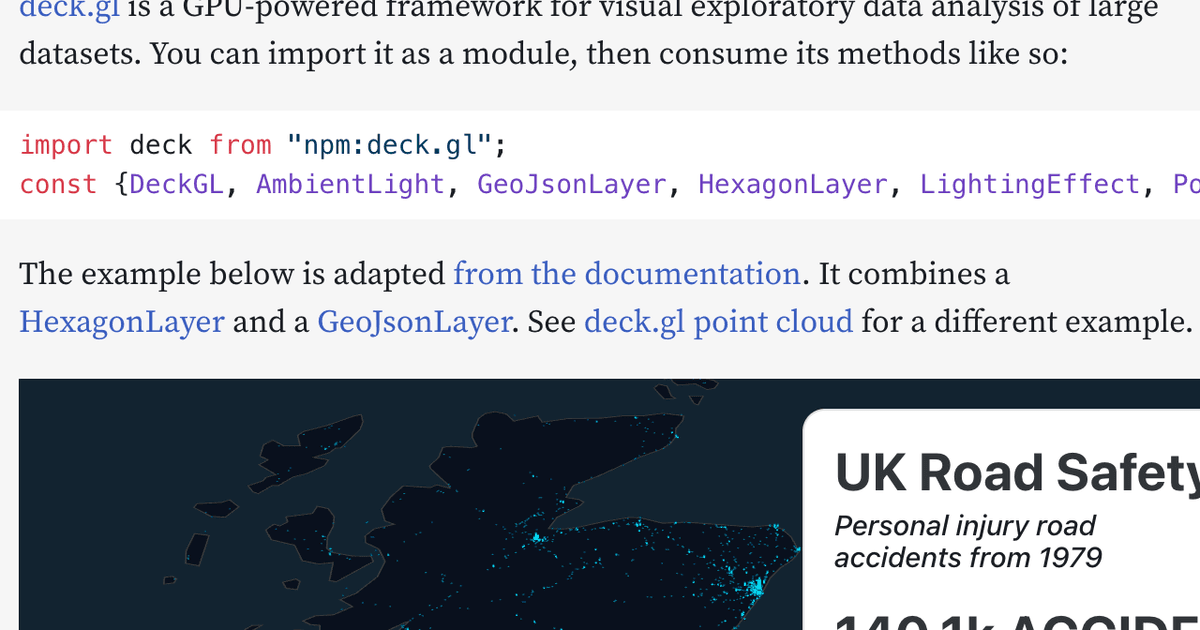 deck.gl is a GPU-powered framework for visual exploratory data analysis of large
datasets. You can import it as a module, then consume its methods like so:
import deck from "npm:deck.gl";
const {DeckGL, AmbientLight, GeoJsonLayer, HexagonLayer, LightingEffect, Po
The example below is adapted from the documentation. It combines a
HexagonLayer and a GeoJsonLayer. See deck.gl point cloud for a different example.
UK Road Safety
Personal injury road
accidents from 1979
140.1k ACCIDE